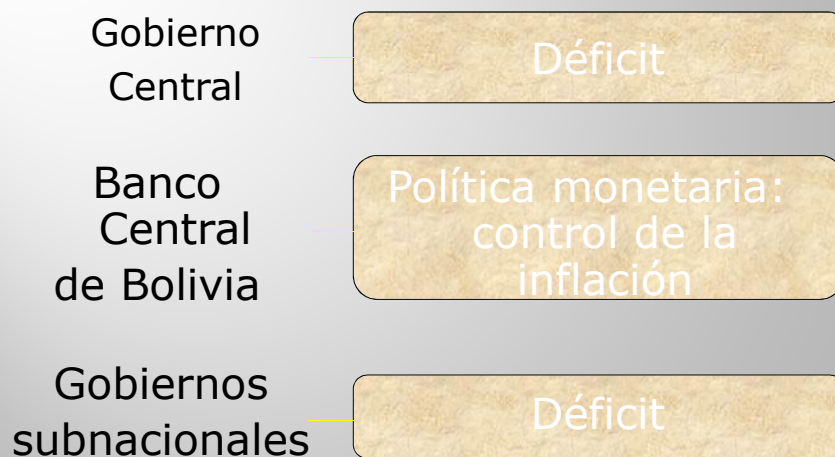 Gobierno
Central
Déficit
Banco
Central
de Bolivia
Política monetaria:
control de la
inflación
Gobiernos
subnacionales
Déficit